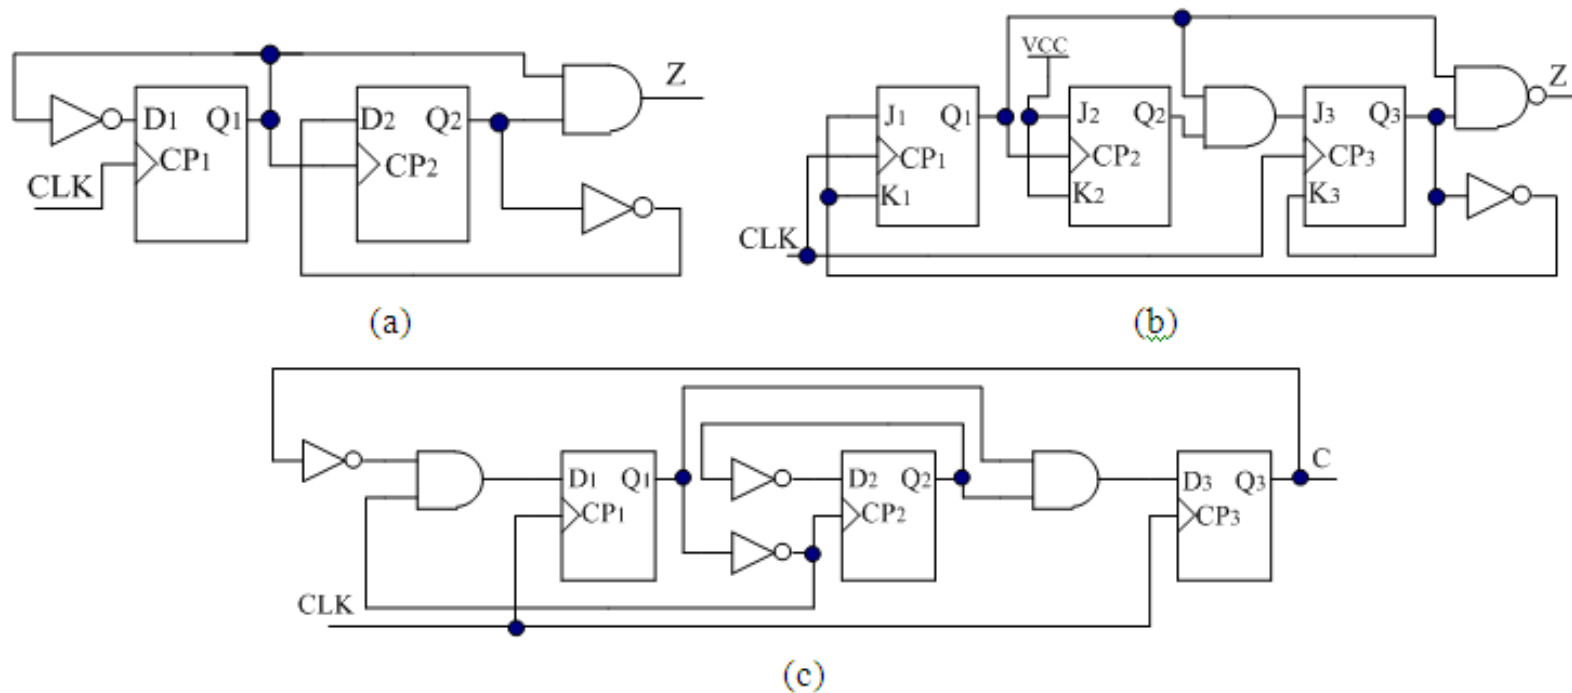 D1 Q1 D2 Q2 Z
CP1 CP2
CLK
(a)
VCC Z
J1 Q1 J2 Q2 J3 Q3
CP1 CP2 CP3
K1 K2 K3
CLK
(b)
D1 Q1 D2 Q2 D3 Q3 C
CP1 CP2 CP3
CLK
(c)